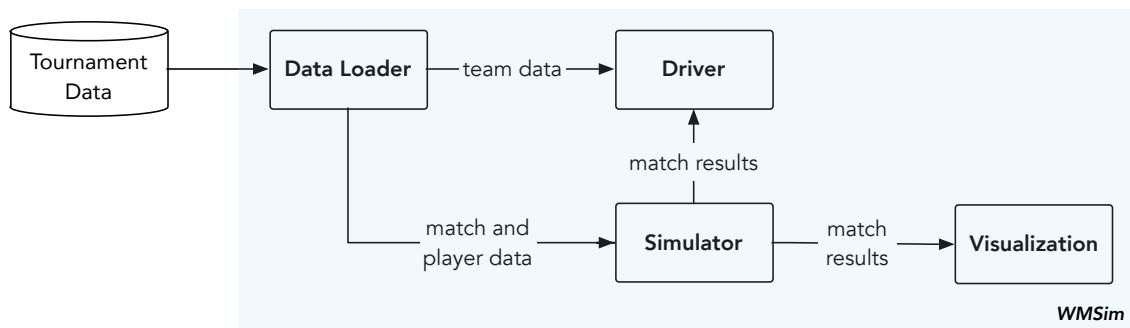 Tournament
Data
Data Loader
team data
Driver
match results
match and
player data
Simulator
match
results
Visualization
WMSim